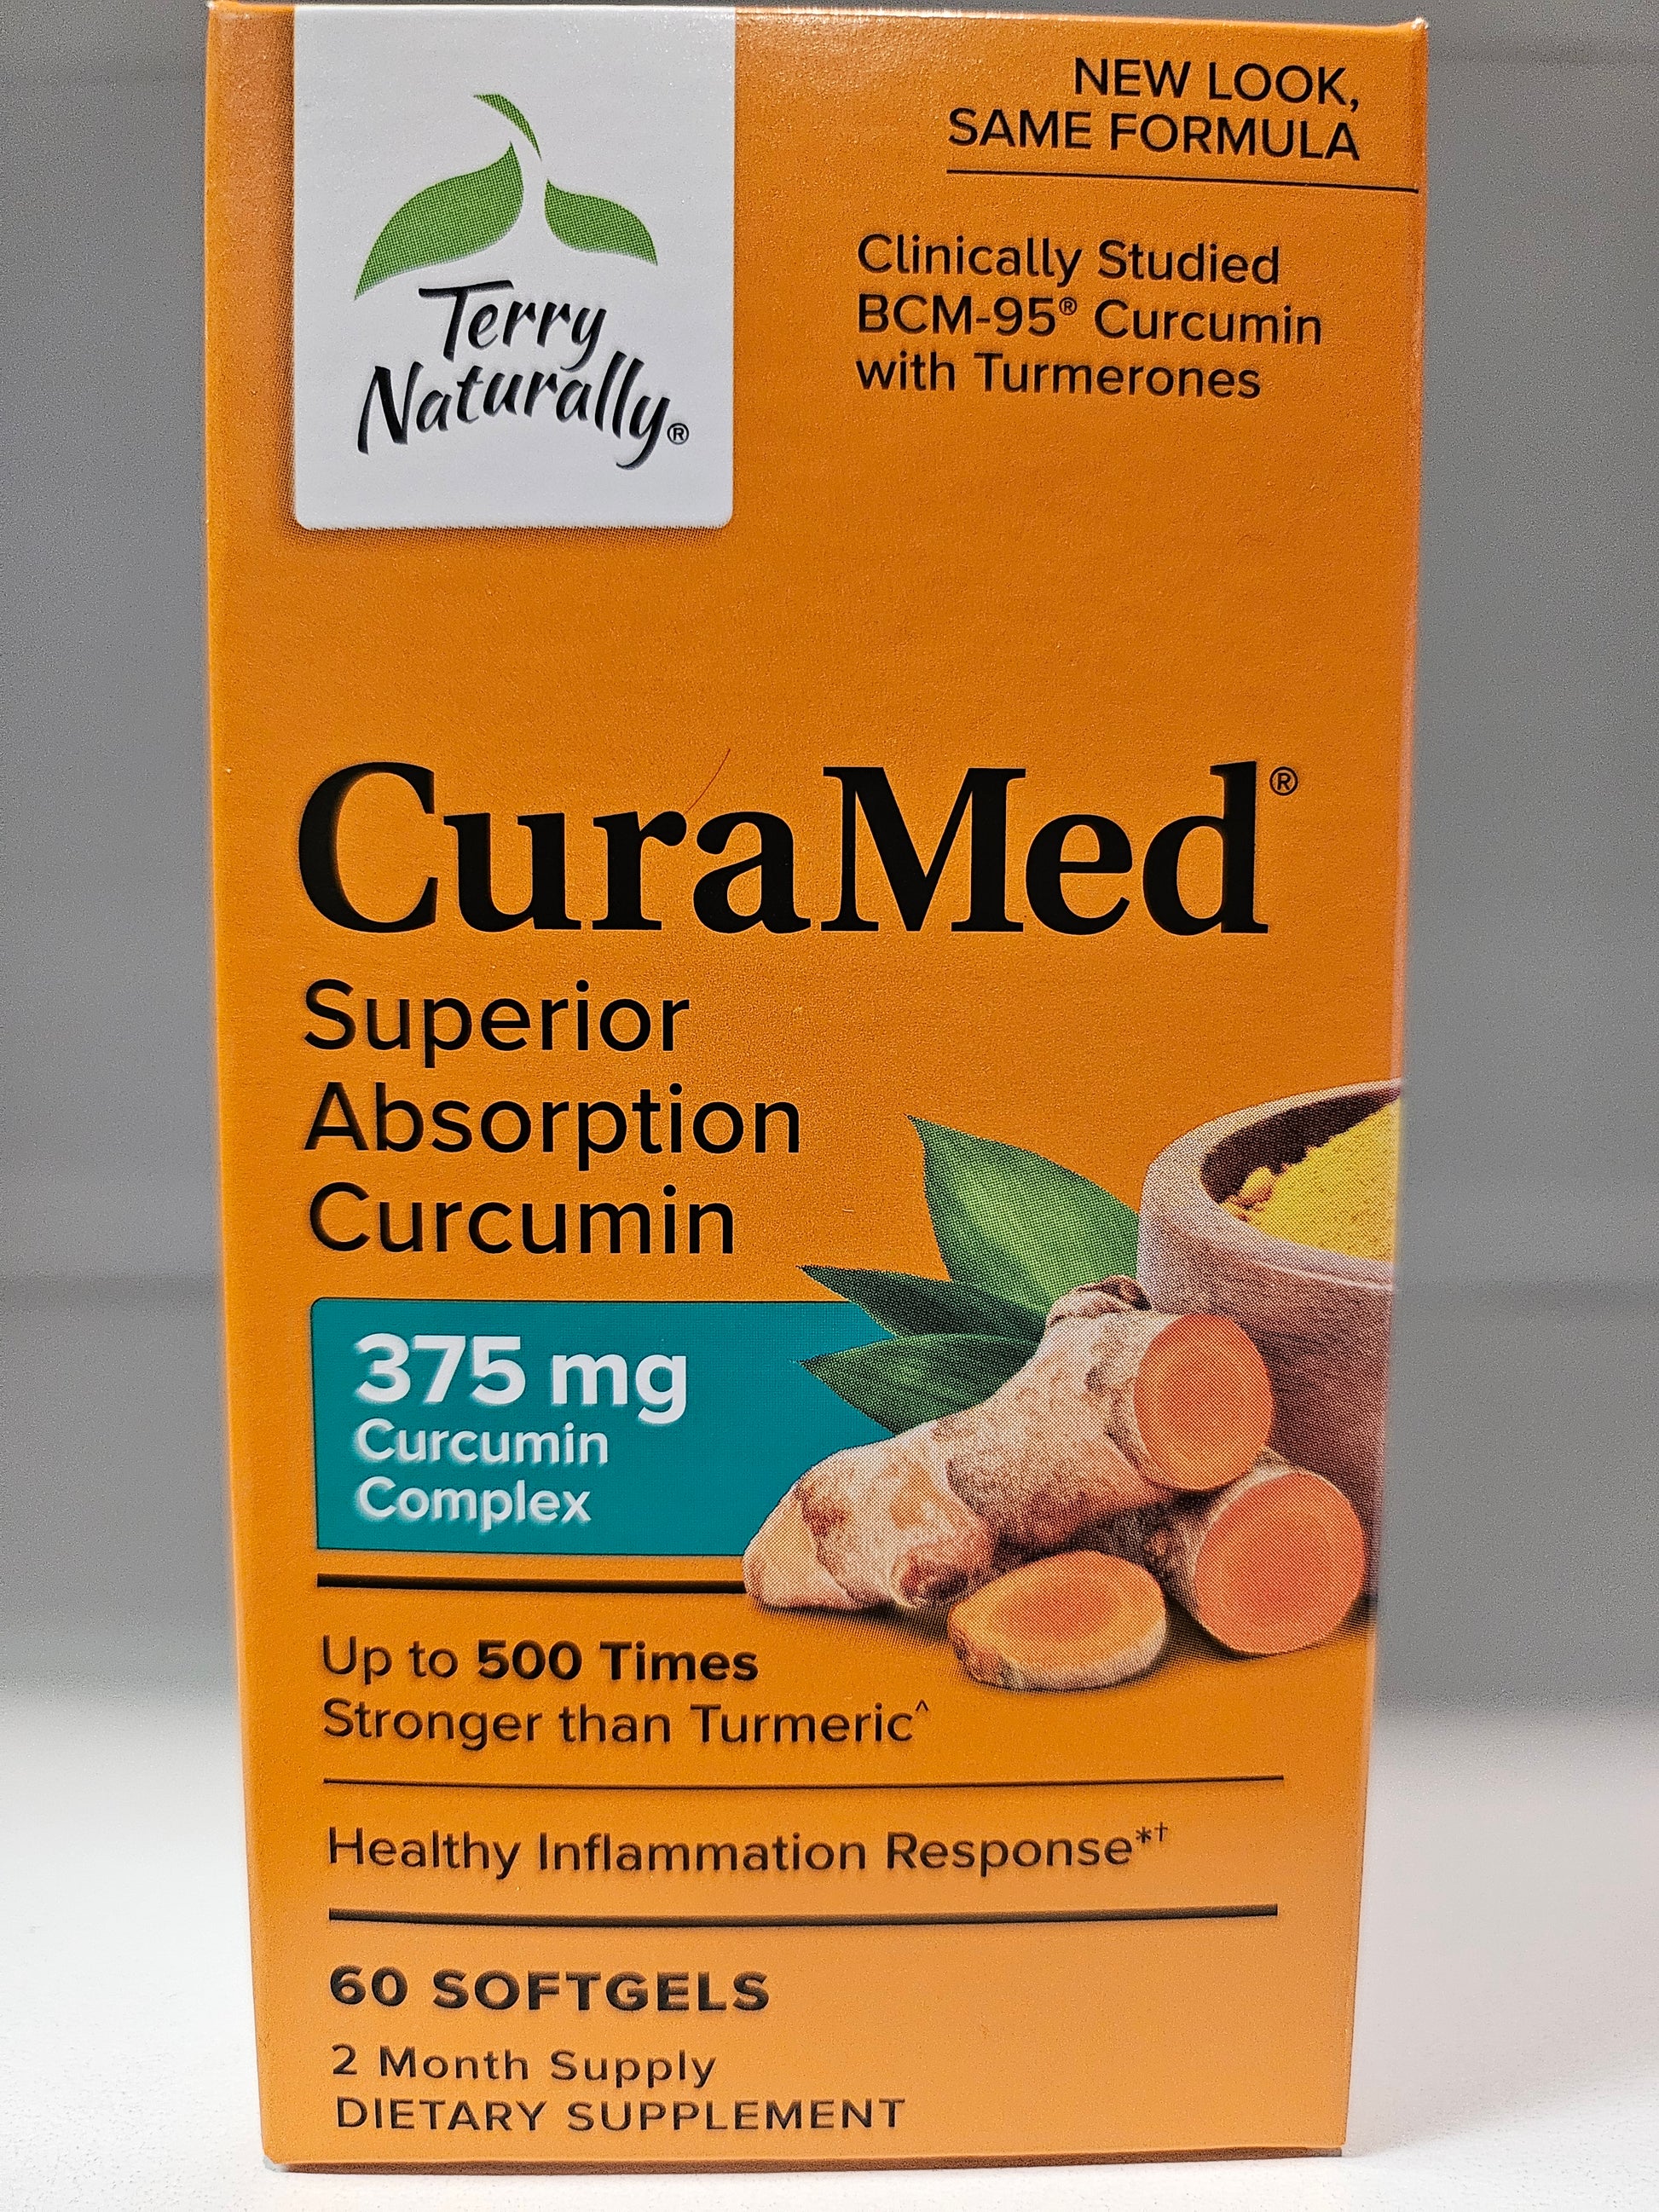 Terry
Naturally®
NEW LOOK,
SAME FORMULA
Clinically Studied
BCM-95® Curcumin
with Turmerones
CuraMed®
Superior
Absorption
Curcumin
375 mg
Curcumin
Complex
Up to 500 Times
Stronger than Turmeric^
Healthy Inflammation Response*†
60 SOFTGELS
2 Month Supply
DIETARY SUPPLEMENT